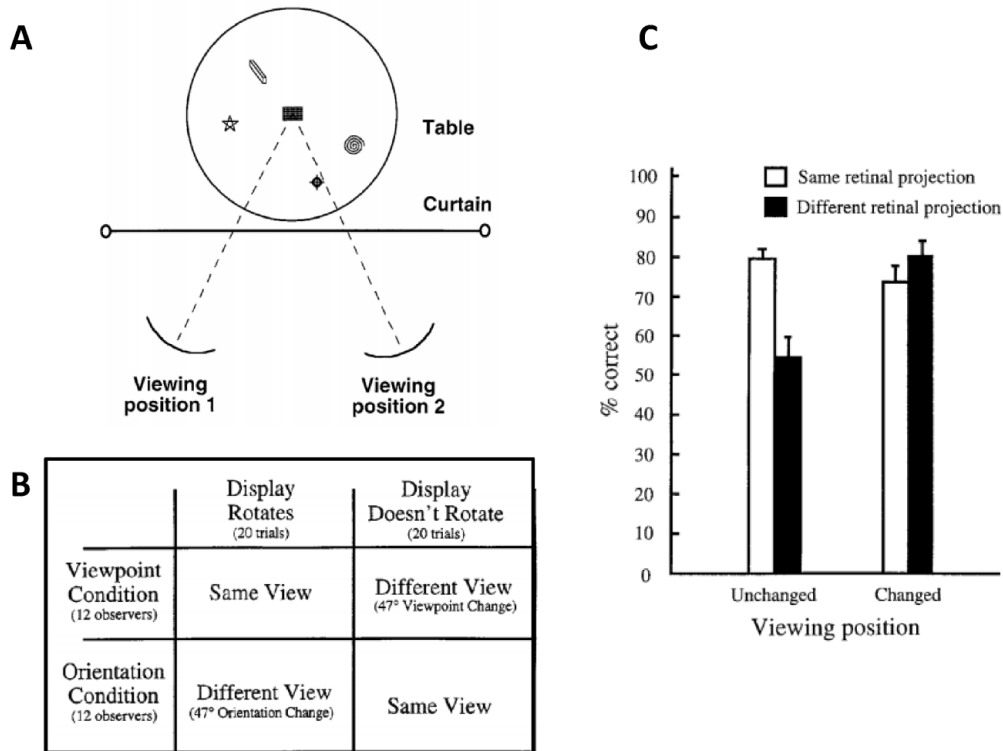 A
Table
Curtain
Viewing
position 1
Viewing
position 2
B
Display
Rotates
(20 trials)
Display
Doesn't Rotate
(20 trials)
Viewpoint
Condition
(12 observers)
Same View
Different View
(47° Viewpoint Change)
Orientation
Condition
(12 observers)
Different View
(47° Orientation Change)
Same View
C
Same retinal projection
Different retinal projection
100
90
80
70
60
50
40
30
20
10
0
% correct
Unchanged
Changed
Viewing position